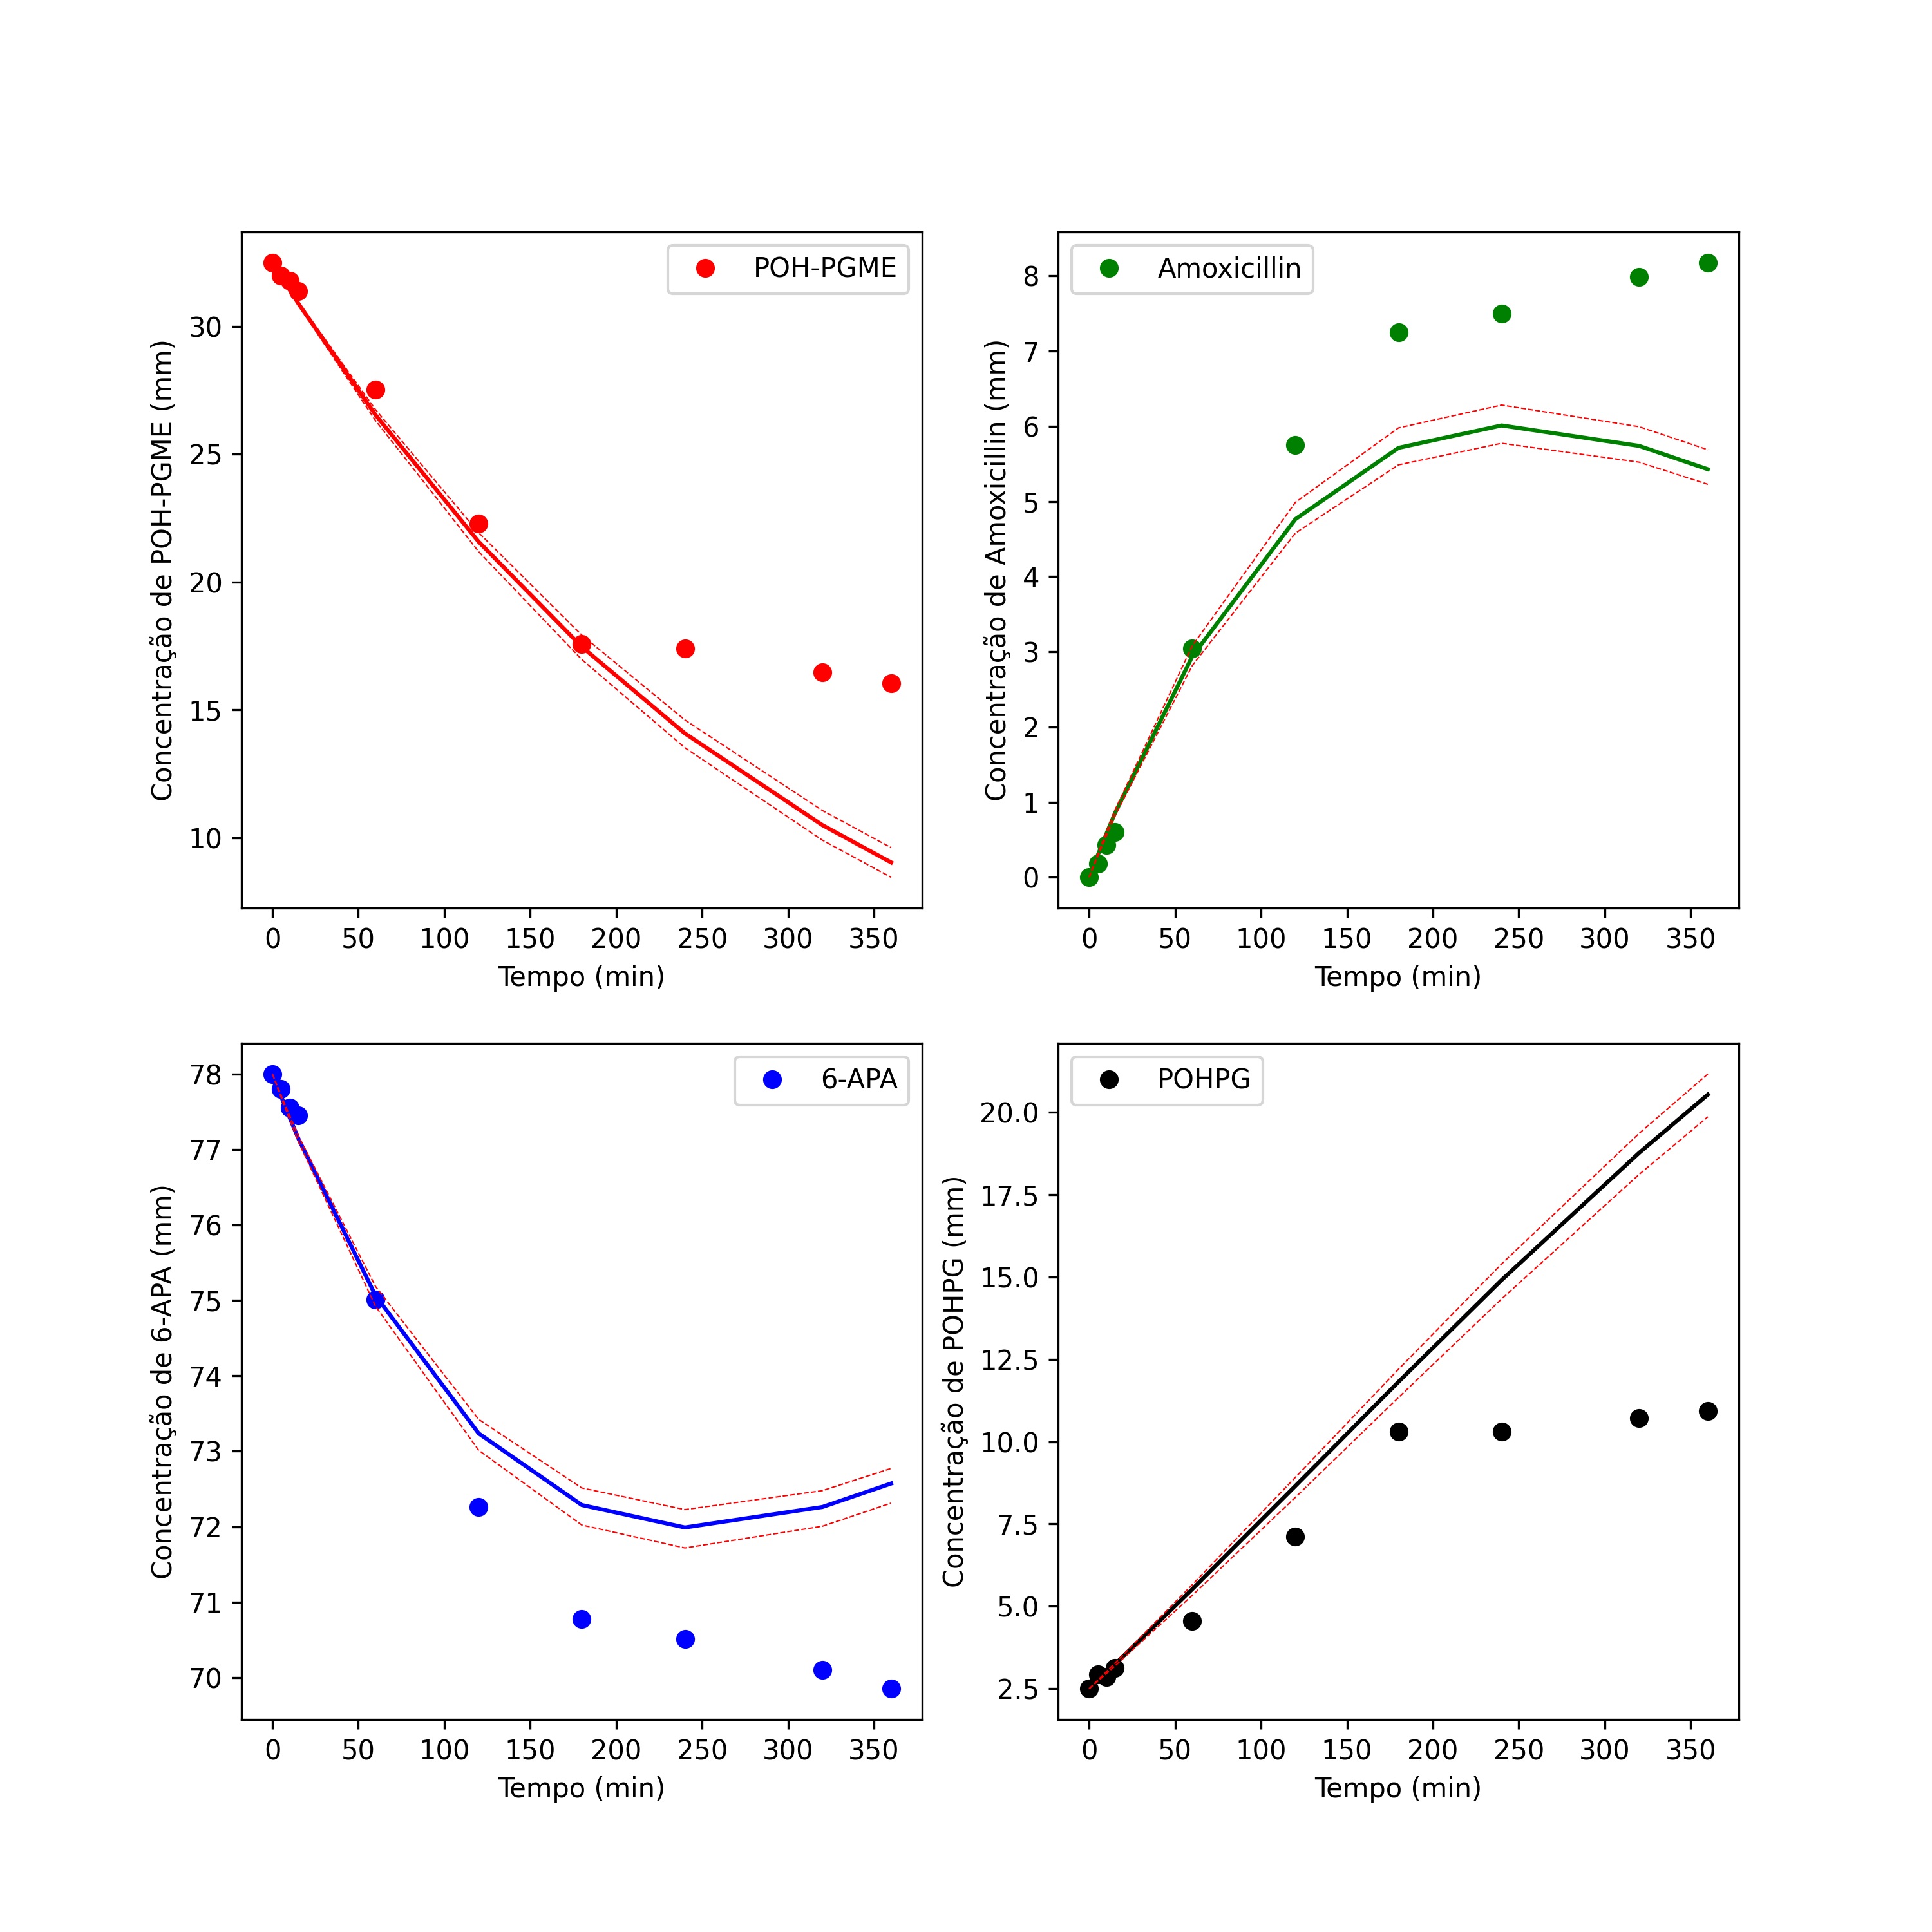 POH-PGME
Concentração de POH-PGME (mm)
30
25
20
15
10
0 50 100 150 200 250 300 350
Tempo (min)
Amoxicillin
Concentração de Amoxicillin (mm)
8
7
6
5
4
3
2
1
0
0 50 100 150 200 250 300 350
Tempo (min)
6-APA
Concentração de 6-APA (mm)
78
77
76
75
74
73
72
71
70
0 50 100 150 200 250 300 350
Tempo (min)
POHPG
Concentração de POHPG (mm)
20.0
17.5
15.0
12.5
10.0
7.5
5.0
2.5
0 50 100 150 200 250 300 350
Tempo (min)